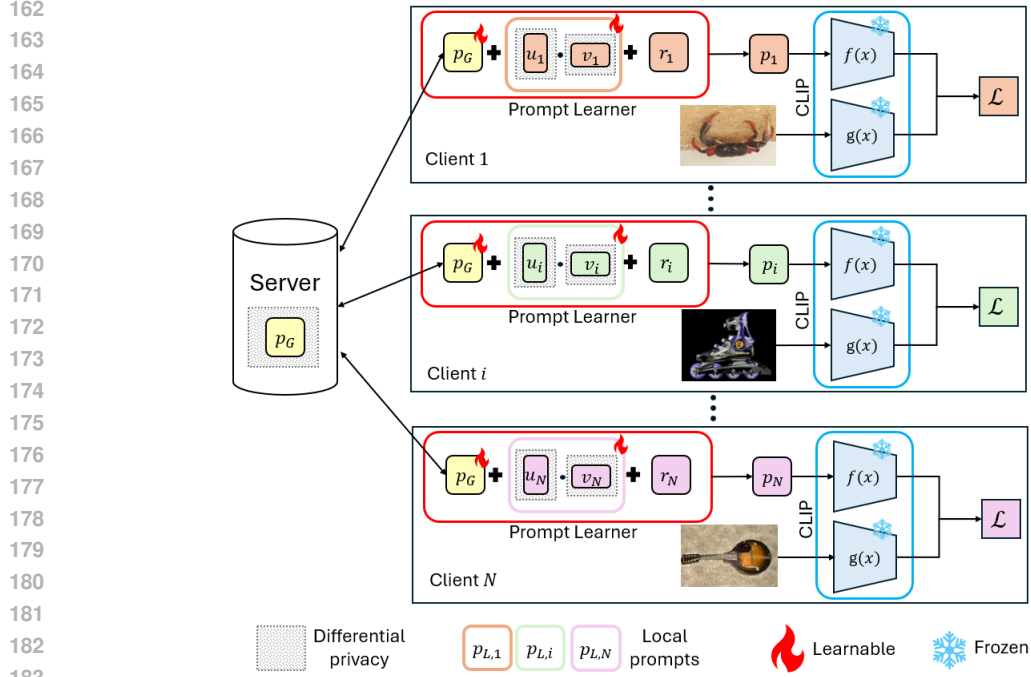 162
163
164
165
166
167
168
169
170
171
172
173
174
175
176
177
178
179
180
181
182
183
p_G + u_1 · v_1 + r_1 p_1 f(x)
Prompt Learner
CLIP
g(x)
ℒ
Client 1
Server
p_G
p_G + u_i · v_i + r_i p_i f(x)
Prompt Learner
CLIP
g(x)
ℒ
Client i
p_G + u_N · v_N + r_N p_N f(x)
Prompt Learner
CLIP
g(x)
ℒ
Client N
Differential
privacy
p_{L,1} p_{L,i} p_{L,N}
Local
prompts
Learnable
Frozen